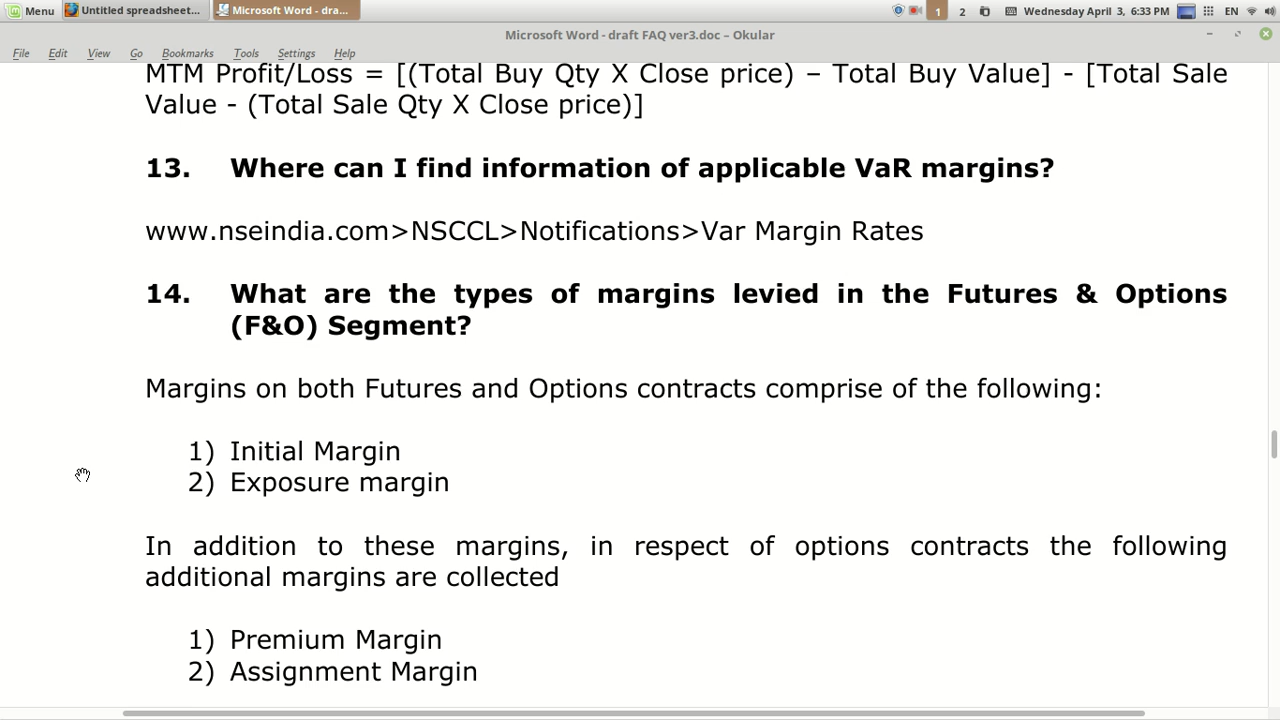 Menu Untitled spreadsheet... Microsoft Word - dra... 1 2 Wednesday April 3, 6:33 PM EN
Microsoft Word - draft FAQ ver3.doc – Okular
File Edit View Go Bookmarks Tools Settings Help
MTM Profit/Loss = [(Total Buy Qty X Close price) – Total Buy Value] - [Total Sale
Value - (Total Sale Qty X Close price)]
13. Where can I find information of applicable VaR margins?
www.nseindia.com>NSCCL>Notifications>Var Margin Rates
14. What are the types of margins levied in the Futures & Options
(F&O) Segment?
Margins on both Futures and Options contracts comprise of the following:
1) Initial Margin
2) Exposure margin
In addition to these margins, in respect of options contracts the following
additional margins are collected
1) Premium Margin
2) Assignment Margin